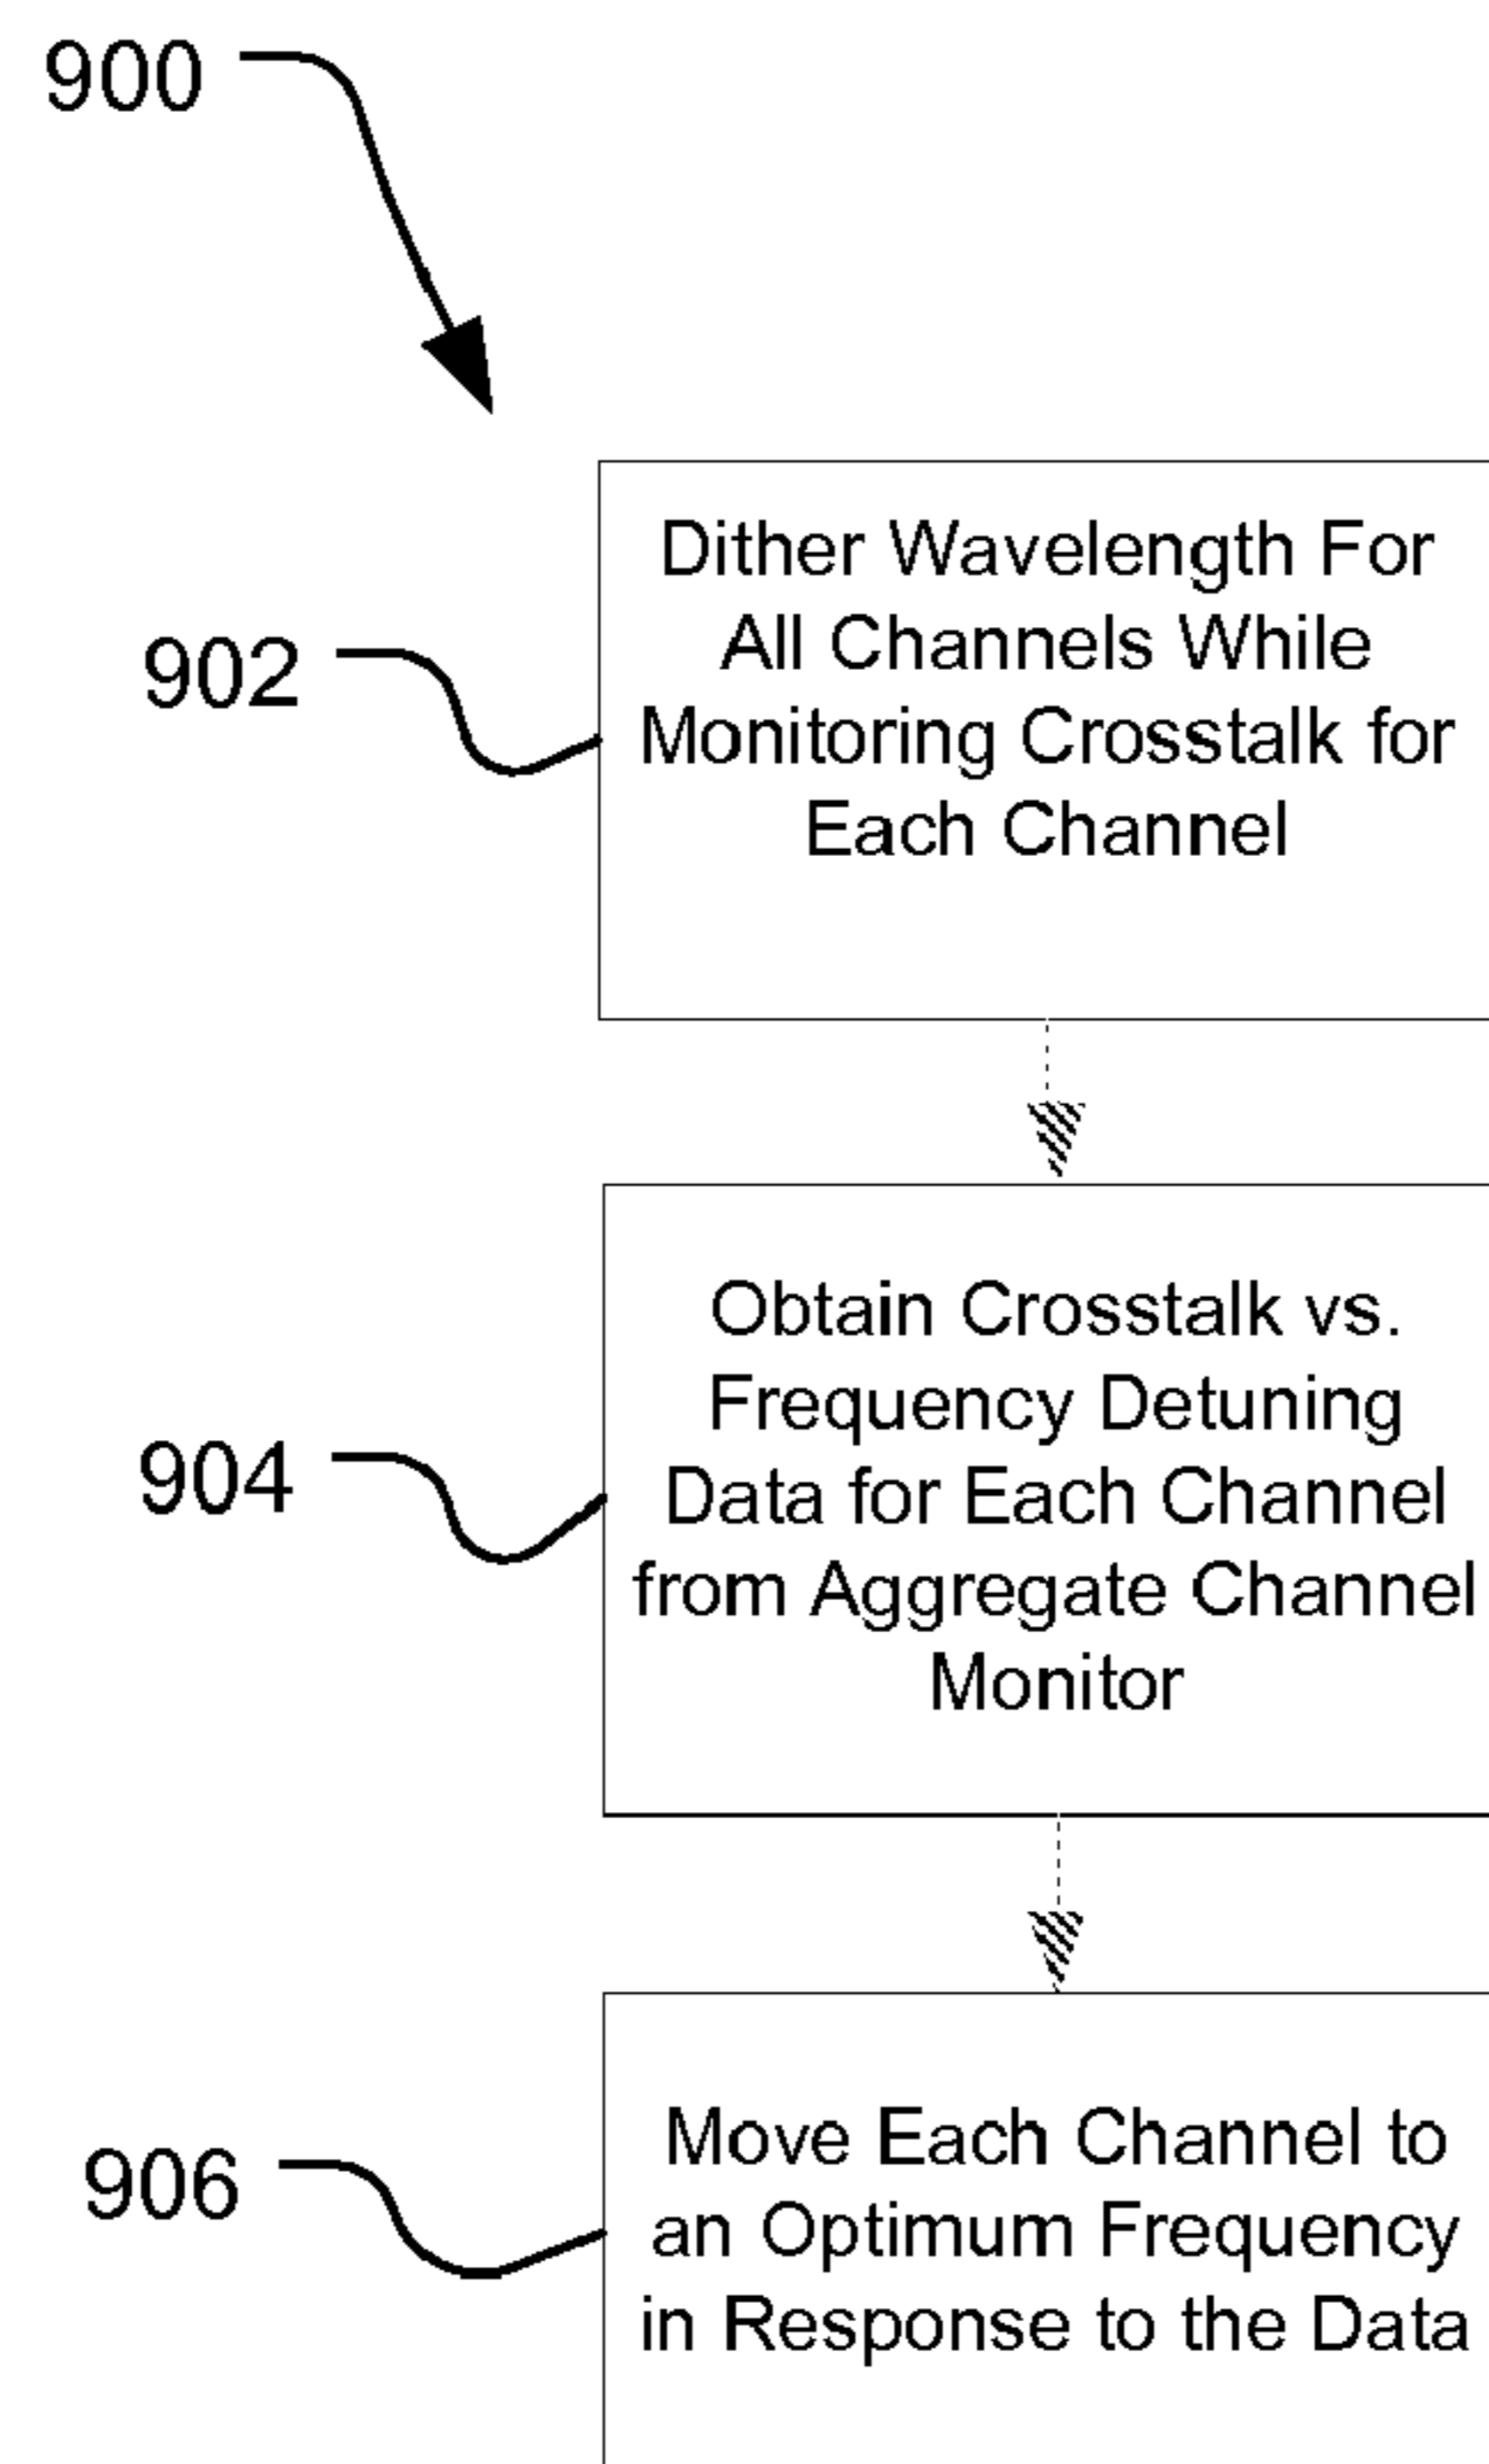 900
902
Dither Wavelength For
All Channels While
Monitoring Crosstalk for
Each Channel
904
Obtain Crosstalk vs.
Frequency Detuning
Data for Each Channel
from Aggregate Channel
Monitor
906
Move Each Channel to
an Optimum Frequency
in Response to the Data